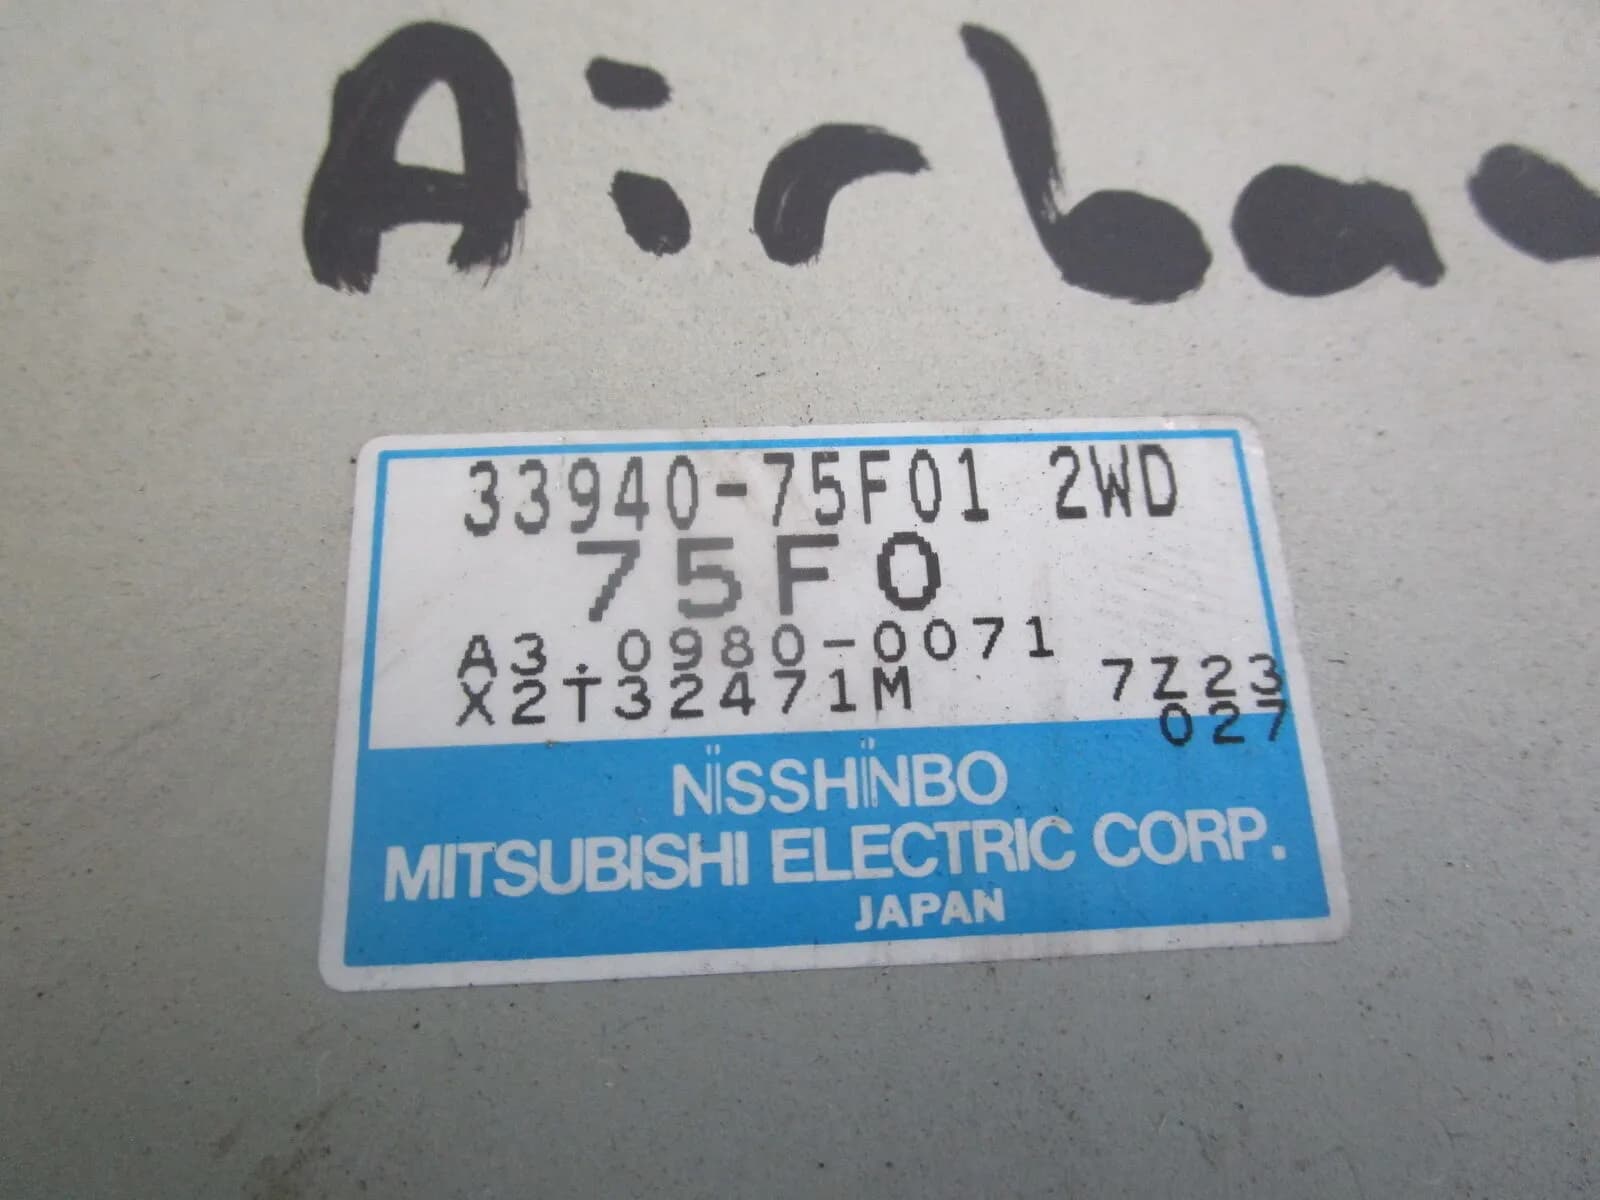 Airba
33940-75F01 2WD
75F0
A3.0980-0071
X2T32471M 7Z23
027
NISSHINBO
MITSUBISHI ELECTRIC CORP.
JAPAN